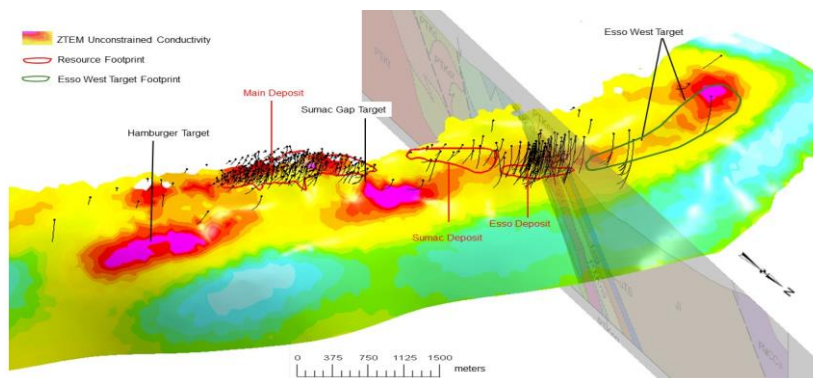 ZTEM Unconstrained Conductivity
Resource Footprint
Esso West Target Footprint
Esso West Target
Main Deposit
Sumac Gap Target
Hamburger Target
Sumac Deposit
Esso Deposit
N
0 375 750 1125 1500
meters